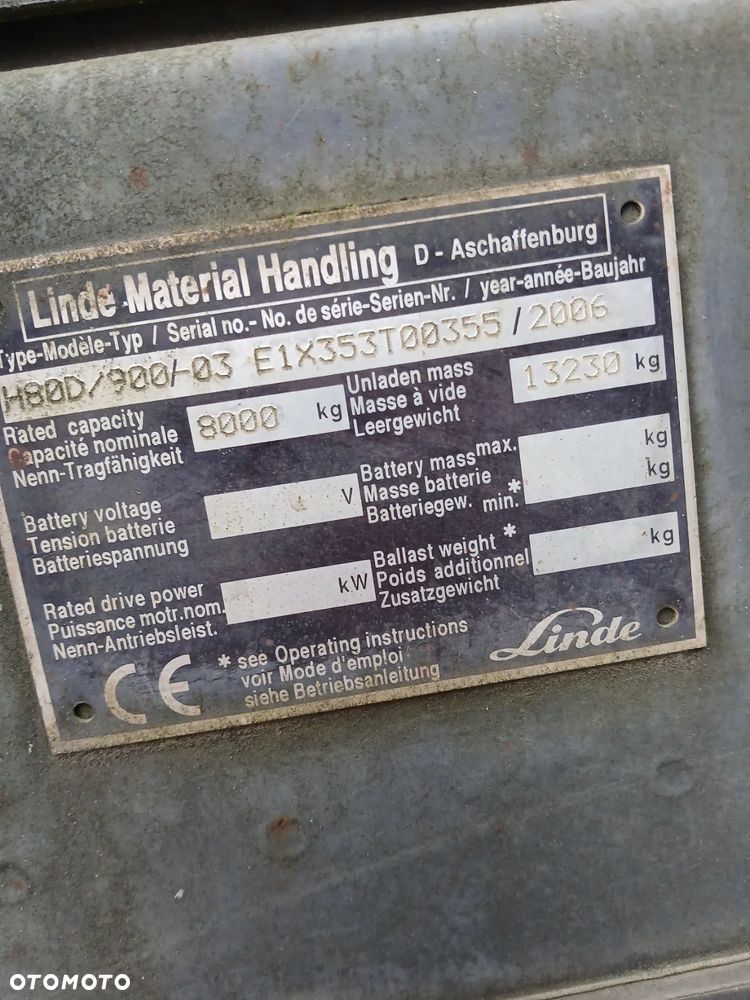 Linde Material Handling D - Aschaffenburg
Type-Modèle-Typ / Serial no.- No. de série-Serien-Nr. / year-année-Baujahr
H80D/900/-03 E1X353T00355 / 2006
Rated capacity
Capacité nominale
Nenn-Tragfähigkeit
8000 kg
Unladen mass
Masse à vide
Leergewicht
13230 kg
Battery voltage
Tension batterie
Batteriespannung
V
Battery mass max.
Masse batterie
Batteriegew. min.*
kg
kg
Rated drive power
Puissance motr.nom.
Nenn-Antriebsleist.
kW
Ballast weight *
Poids additionnel
Zusatzgewicht
kg
CE
* see Operating instructions
voir Mode d'emploi
siehe Betriebsanleitung
Linde
OTOMOTO